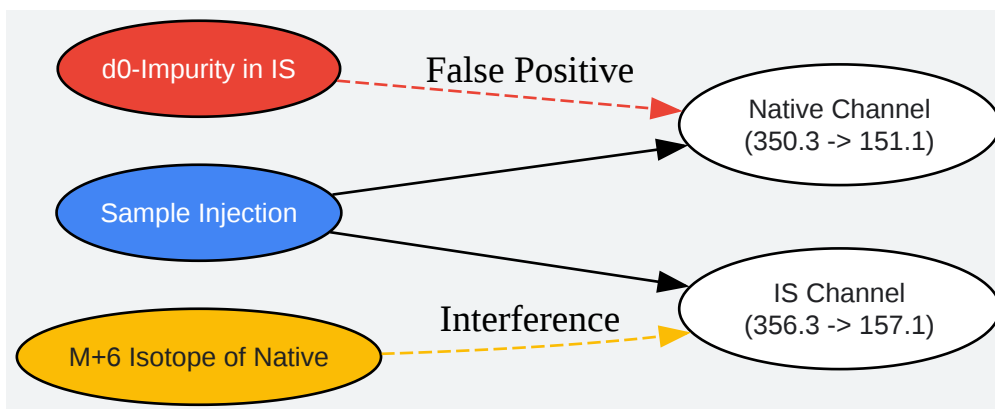 d0-Impurity in IS
False Positive
Native Channel
(350.3 -> 151.1)
Sample Injection
IS Channel
(356.3 -> 157.1)
Interference
M+6 Isotope of Native